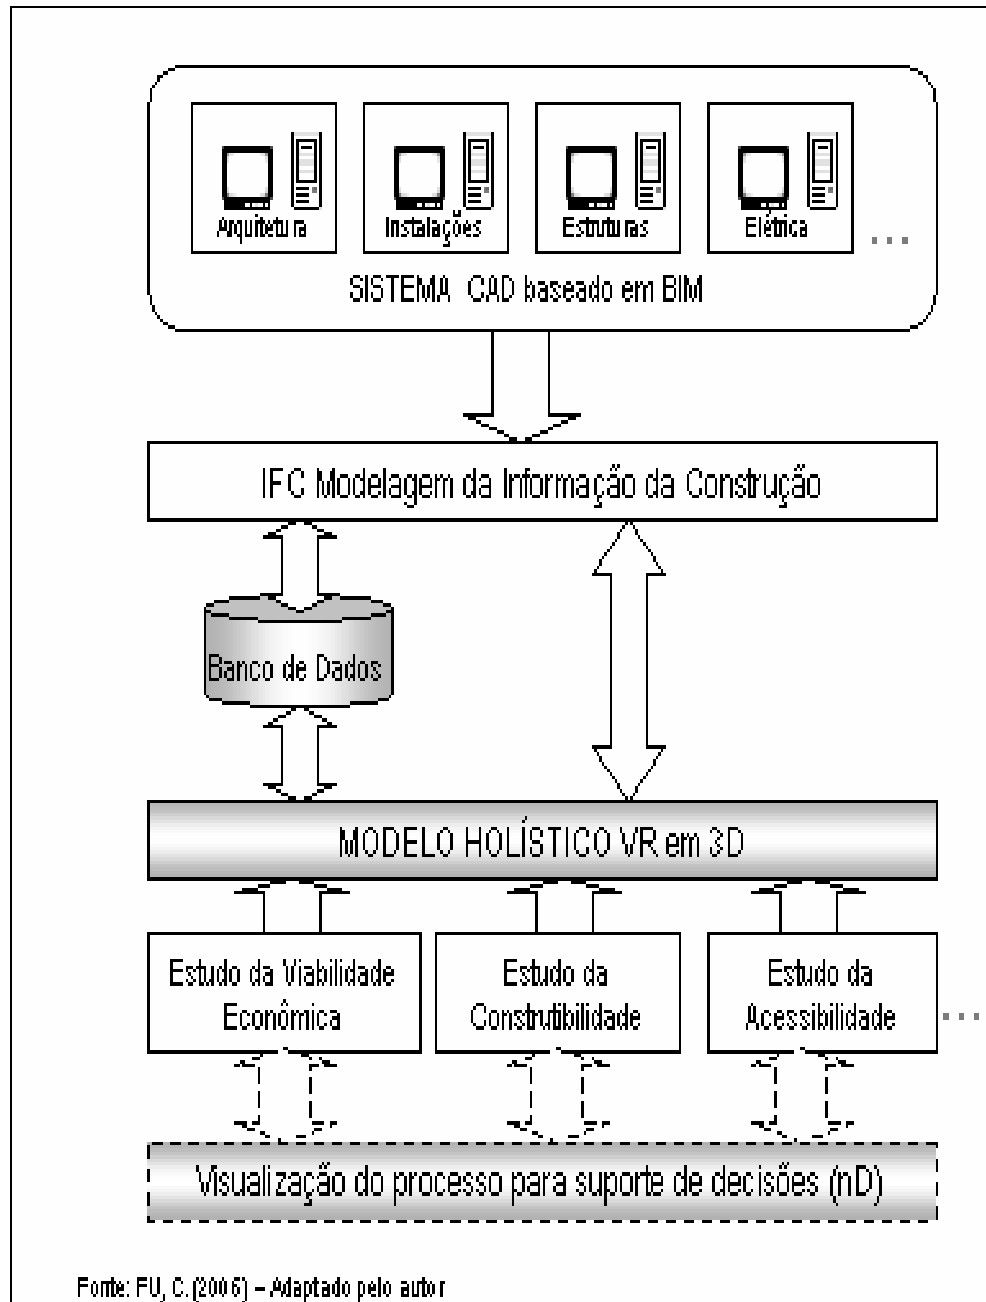 Arquitetura Instalações Estruturas Elétrica ...
SISTEMA CAD baseado em BIM
IFC Modelagem da Informação da Construção
Banco de Dados
MODELO HOLÍSTICO VR em 3D
Estudo da Viabilidade
Econômica
Estudo da
Construtibilidade
Estudo da
Acessibilidade
...
Visualização do processo para suporte de decisões (nD)
Fonte: FU, C. (2006) – Adaptado pelo autor